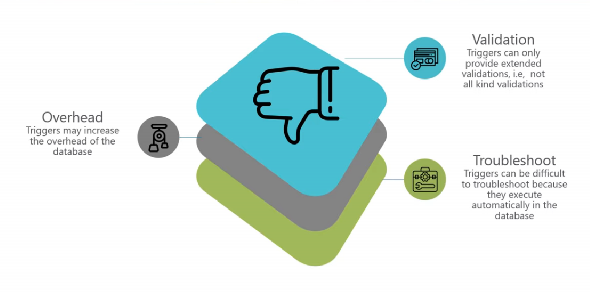 Validation
Triggers can only
provide extended
validations, i.e, not
all kind validations
Overhead
Triggers may increase
the overhead of the
database
Troubleshoot
Triggers can be difficult
to troubleshoot because
they execute
automatically in the
database